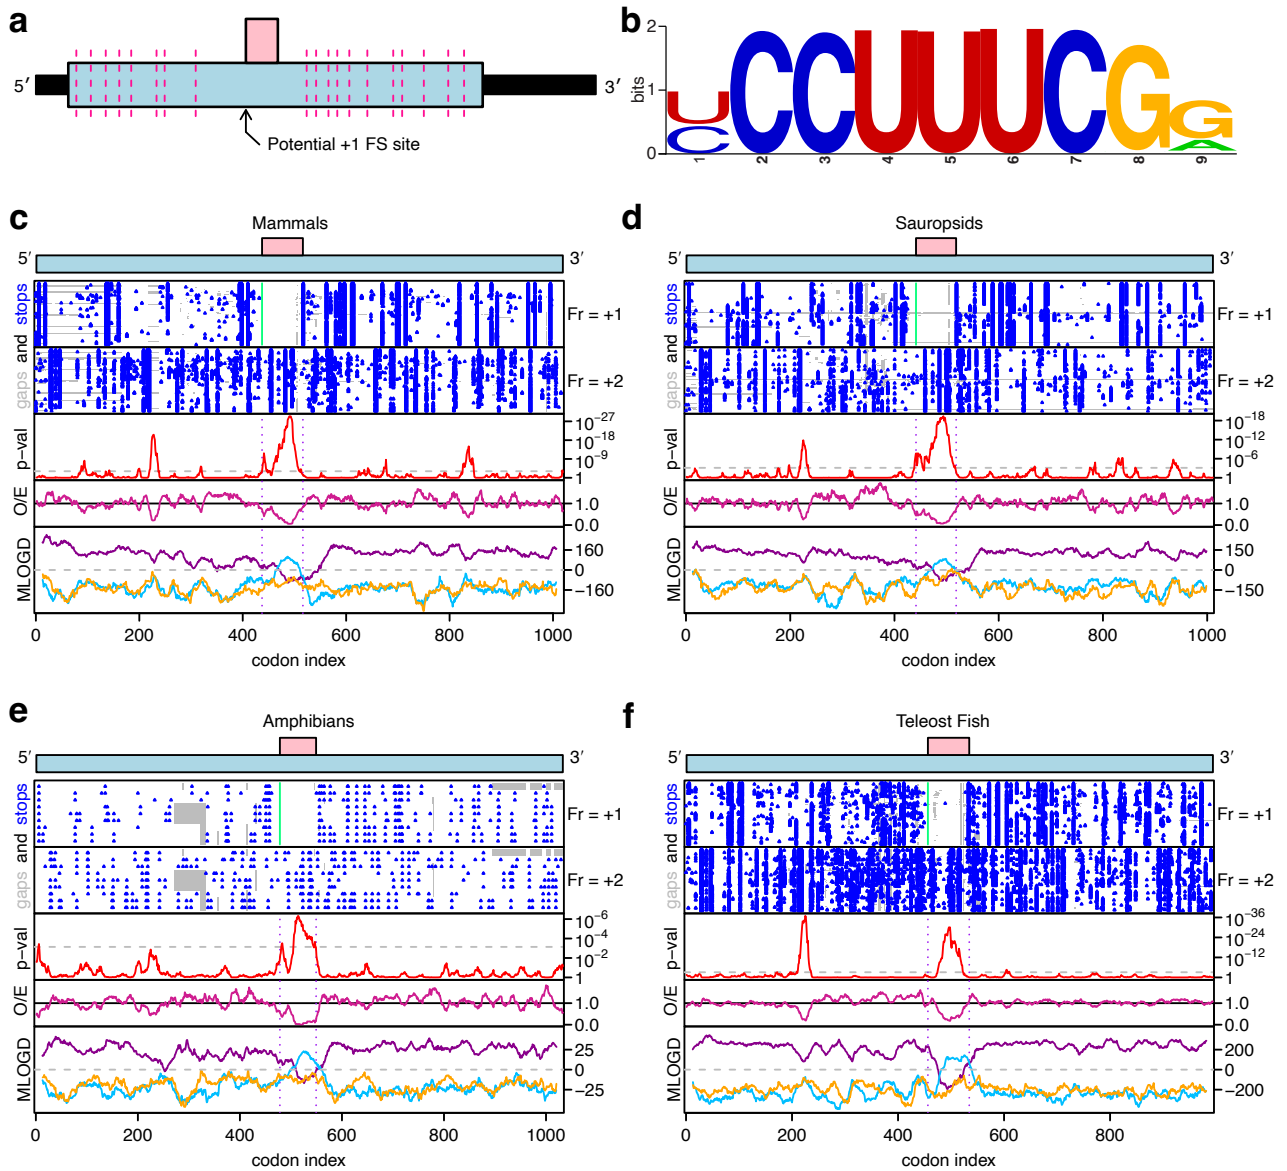 a
5′
3′
Potential +1 FS site
b
bits
2
1
0
UCCCUUUCGGA
1 2 3 4 5 6 7 8 9
c
Mammals
5′
3′
gaps and stops
Fr = +1
Fr = +2
p-val
10−27
10−18
10−9
1
O/E
1.0
0.0
MLOGD
160
0
−160
0 200 400 600 800 1000
codon index
d
Sauropsids
5′
3′
gaps and stops
Fr = +1
Fr = +2
p-val
10−18
10−12
10−6
1
O/E
1.0
0.0
MLOGD
150
0
−150
0 200 400 600 800 1000
codon index
e
Amphibians
5′
3′
gaps and stops
Fr = +1
Fr = +2
p-val
10−6
10−4
10−2
1
O/E
1.0
0.0
MLOGD
25
0
−25
0 200 400 600 800 1000
codon index
f
Teleost Fish
5′
3′
gaps and stops
Fr = +1
Fr = +2
p-val
10−36
10−24
10−12
1
O/E
1.0
0.0
MLOGD
200
0
−200
0 200 400 600 800
codon index